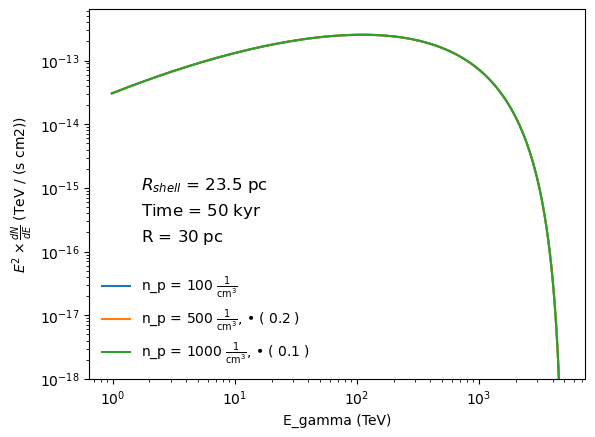 10⁻¹³
10⁻¹⁴
10⁻¹⁵
10⁻¹⁶
10⁻¹⁷
10⁻¹⁸
E² × dN/dE (TeV / (s cm2))
R_shell = 23.5 pc
Time = 50 kyr
R = 30 pc
n_p = 100 1/cm³
n_p = 500 1/cm³, • ( 0.2 )
n_p = 1000 1/cm³, • ( 0.1 )
10⁰ 10¹ 10² 10³
E_gamma (TeV)